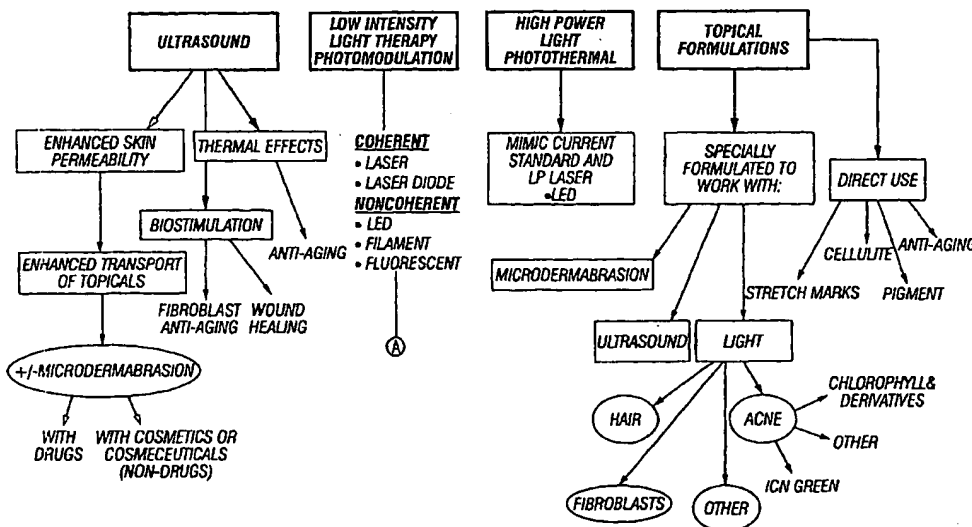 ULTRASOUND
LOW INTENSITY
LIGHT THERAPY
PHOTOMODULATION
HIGH POWER
LIGHT
PHOTOTHERMAL
TOPICAL
FORMULATIONS
ENHANCED SKIN
PERMEABILITY
THERMAL EFFECTS
BIOSTIMULATION
ANTI-AGING
ENHANCED TRANSPORT
OF TOPICALS
FIBROBLAST
ANTI-AGING
WOUND
HEALING
+/-MICRODERMABRASION
WITH
DRUGS
WITH COSMETICS OR
COSMECEUTICALS
(NON-DRUGS)
COHERENT
• LASER
• LASER DIODE
NONCOHERENT
• LED
• FILAMENT
• FLUORESCENT
A
MIMIC CURRENT
STANDARD AND
LP LASER
•LED
SPECIALLY
FORMULATED TO
WORK WITH:
DIRECT USE
MICRODERMABRASION
STRETCH MARKS
CELLULITE
PIGMENT
ANTI-AGING
ULTRASOUND
LIGHT
HAIR
FIBROBLASTS
OTHER
ACNE
CHLOROPHYLL&
DERIVATIVES
OTHER
ICN GREEN